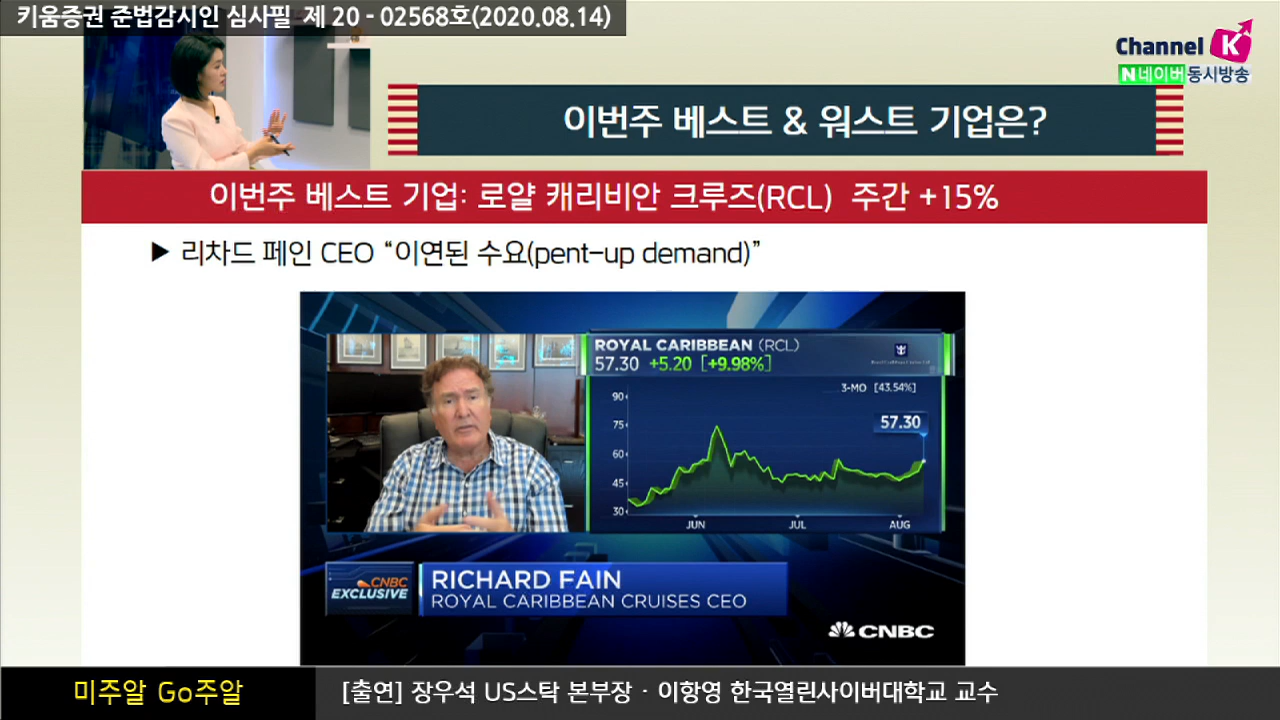 키움증권 준법감시인 심사필 제 20 - 02568호(2020.08.14)
Channel K
N네이버동시방송
이번주 베스트 & 워스트 기업은?
이번주 베스트 기업: 로얄 캐리비안 크루즈(RCL) 주간 +15%
▶ 리차드 페인 CEO “이연된 수요(pent-up demand)”
ROYAL CARIBBEAN (RCL)
57.30 +5.20 [+9.98%]
3-MO [43.54%]
57.30
90
75
60
45
30
JUN JUL AUG
CNBC
EXCLUSIVE
RICHARD FAIN
ROYAL CARIBBEAN CRUISES CEO
CNBC
미주알 Go주알
[출연] 장우석 US스탁 본부장 · 이항영 한국열린사이버대학교 교수